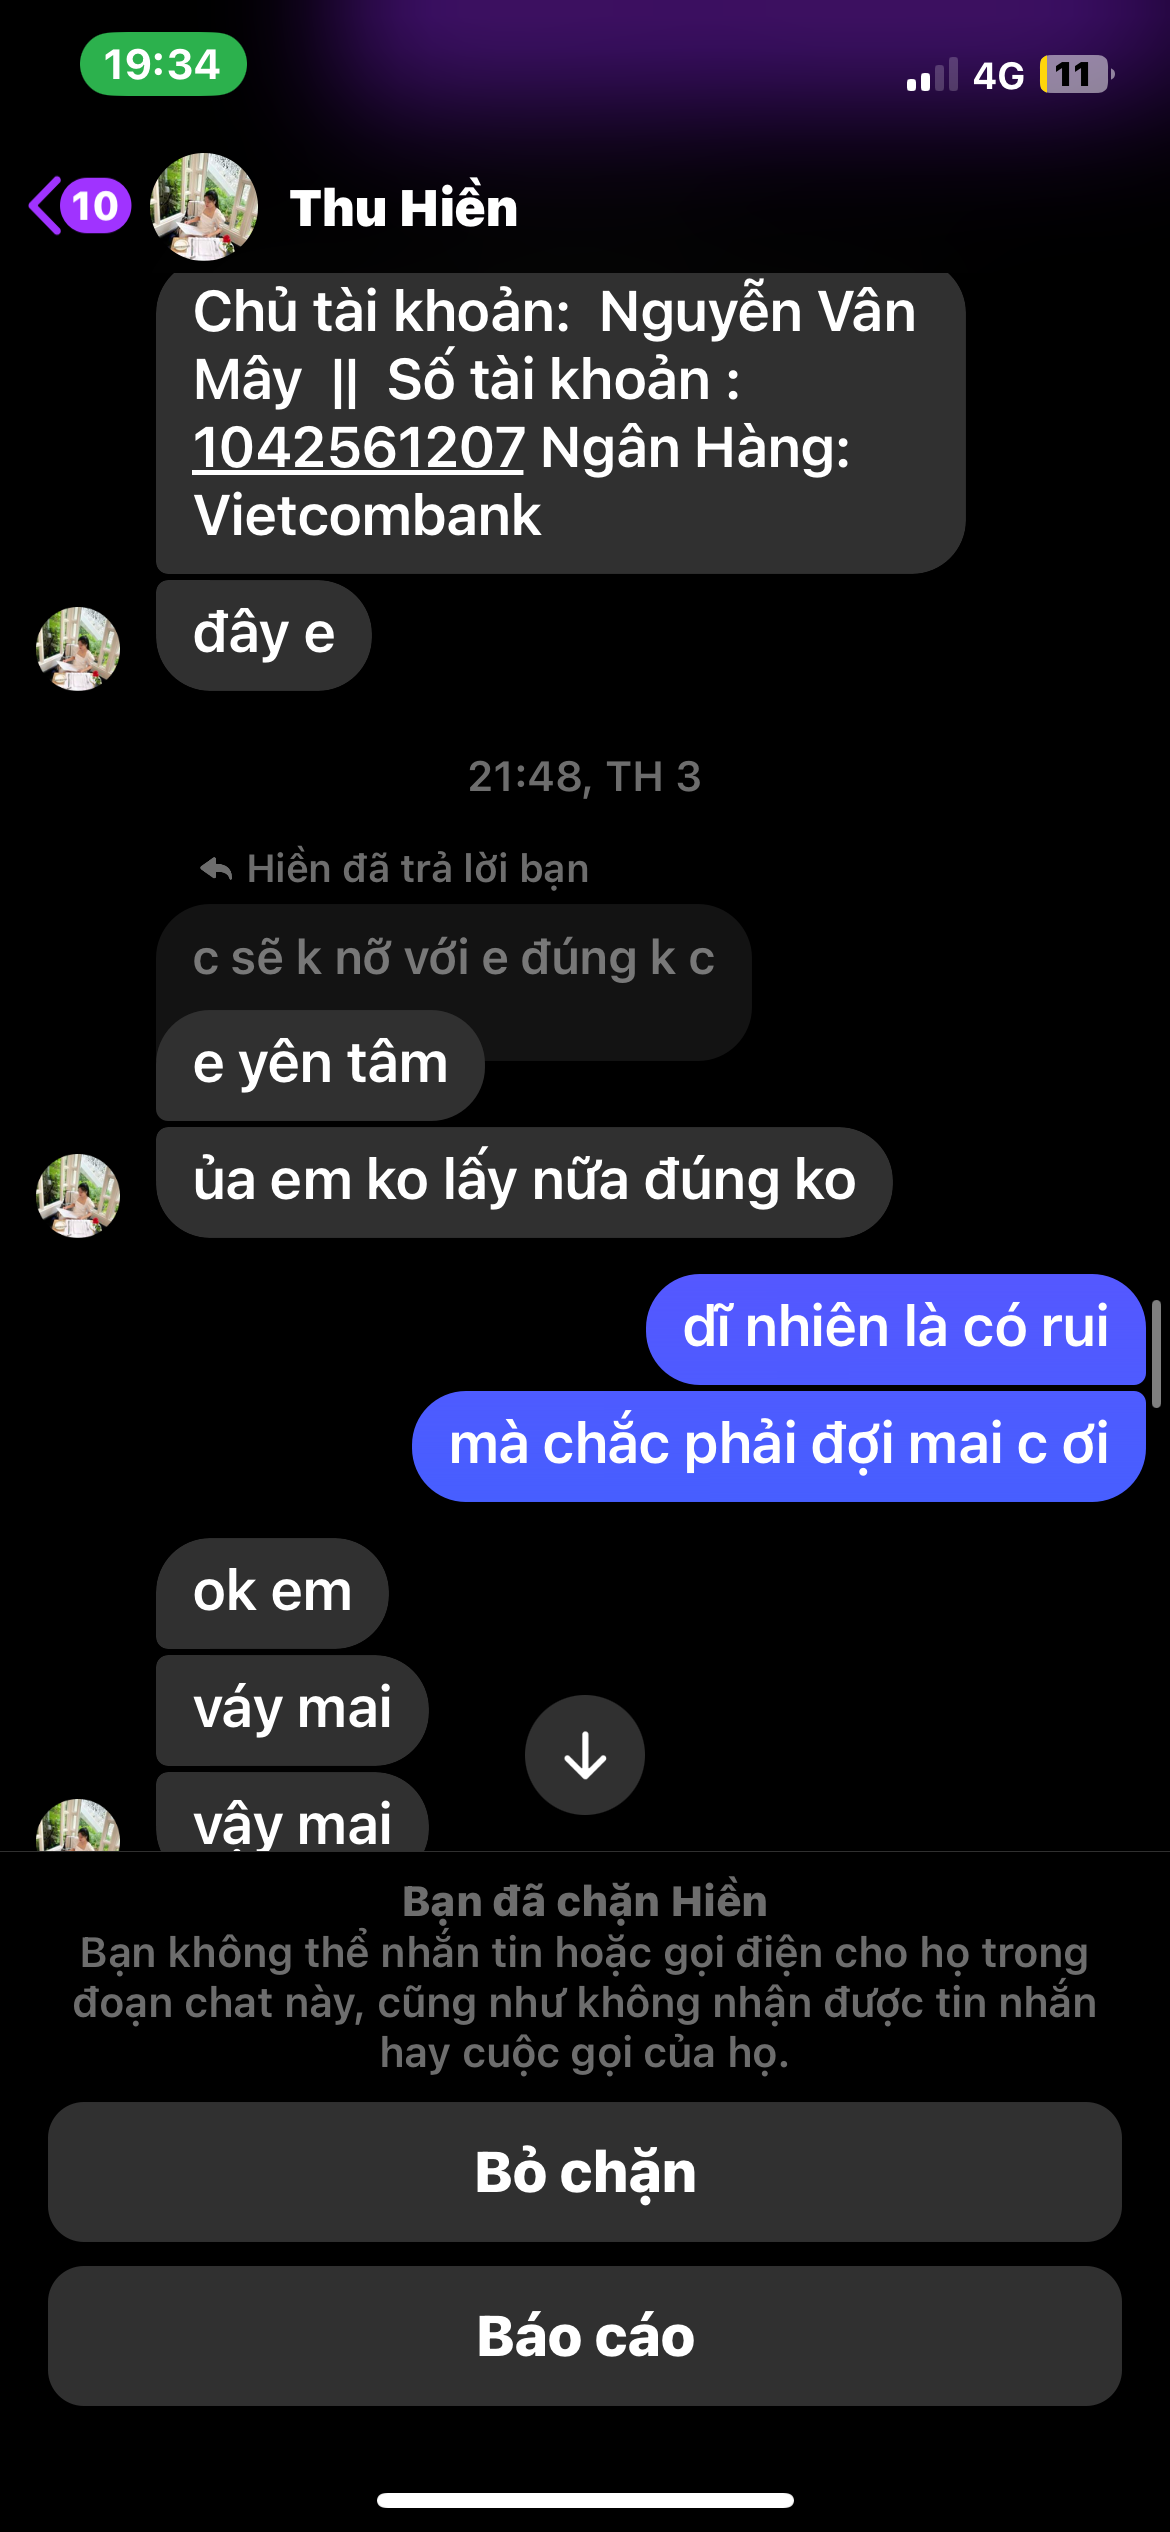 19:34
4G 11
10
Thu Hiền
Chủ tài khoản: Nguyễn Vân
Mây || Số tài khoản :
1042561207 Ngân Hàng:
Vietcombank
đây e
21:48, TH 3
Hiền đã trả lời bạn
c sẽ k nỡ với e đúng k c
e yên tâm
ủa em ko lấy nữa đúng ko
dĩ nhiên là có rui
mà chắc phải đợi mai c ơi
ok em
váy mai
vậy mai
Bạn đã chặn Hiền
Bạn không thể nhắn tin hoặc gọi điện cho họ trong
đoạn chat này, cũng như không nhận được tin nhắn
hay cuộc gọi của họ.
Bỏ chặn
Báo cáo